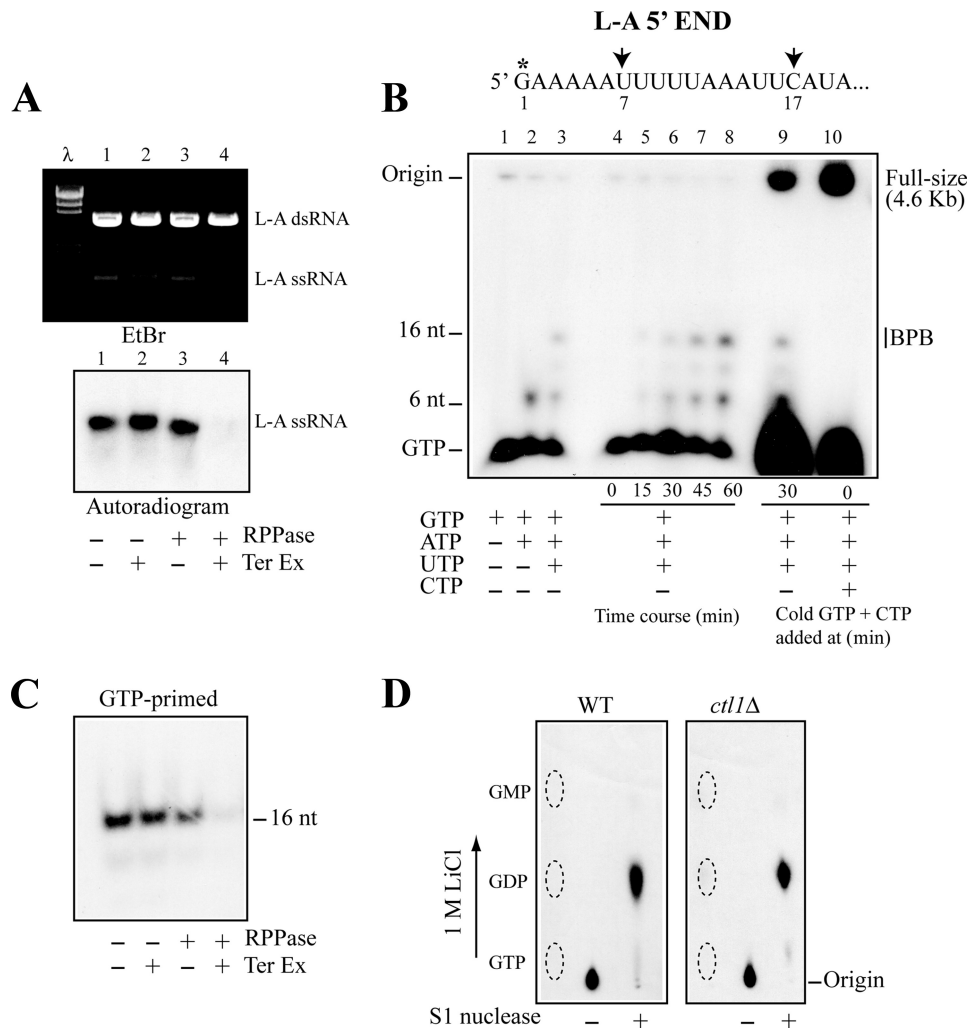 A
λ 1 2 3 4
L-A dsRNA
L-A ssRNA
EtBr
1 2 3 4
L-A ssRNA
Autoradiogram
– – + + RPPase
– + – + Ter Ex
L-A 5' END
B
*
5' GAAAAAUUUUUAAAUUCAUA...
1 7 17
1 2 3 4 5 6 7 8 9 10
Origin
Full-size
(4.6 Kb)
16 nt
BPB
6 nt
GTP
0 15 30 45 60 30 0
GTP + + + + + +
ATP – + + + + +
UTP – – + + + +
CTP – – – – – +
Time course (min)
Cold GTP + CTP
added at (min)
C
GTP-primed
16 nt
– – + + RPPase
– + – + Ter Ex
D
WT ctl1Δ
GMP
GDP
GTP
1 M LiCl
Origin
S1 nuclease – + – +